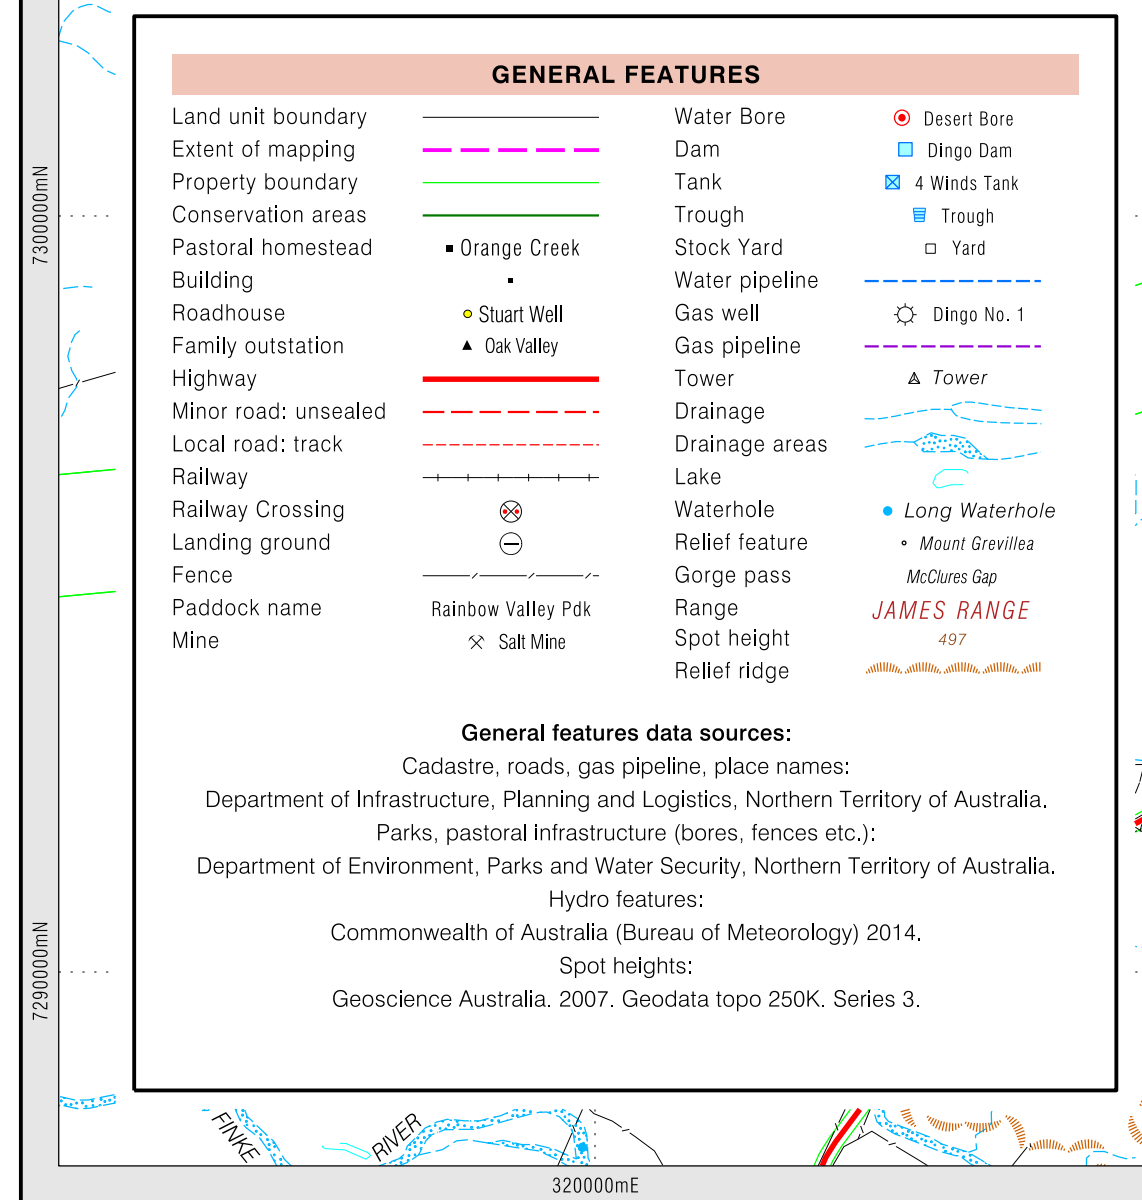 GENERAL FEATURES
Land unit boundary
Extent of mapping
Property boundary
Conservation areas
Pastoral homestead Orange Creek
Building
Roadhouse Stuart Well
Family outstation Oak Valley
Highway
Minor road: unsealed
Local road: track
Railway
Railway Crossing
Landing ground
Fence
Paddock name Rainbow Valley Pdk
Mine Salt Mine
Water Bore Desert Bore
Dam Dingo Dam
Tank 4 Winds Tank
Trough Trough
Stock Yard Yard
Water pipeline
Gas well Dingo No. 1
Gas pipeline
Tower Tower
Drainage
Drainage areas
Lake
Waterhole Long Waterhole
Relief feature Mount Grevillea
Gorge pass McClures Gap
Range JAMES RANGE
Spot height 497
Relief ridge
General features data sources:
Cadastre, roads, gas pipeline, place names:
Department of Infrastructure, Planning and Logistics, Northern Territory of Australia.
Parks, pastoral infrastructure (bores, fences etc.):
Department of Environment, Parks and Water Security, Northern Territory of Australia.
Hydro features:
Commonwealth of Australia (Bureau of Meteorology) 2014.
Spot heights:
Geoscience Australia. 2007. Geodata topo 250K. Series 3.
7300000mN
7290000mN
FINKE
RIVER
320000mE